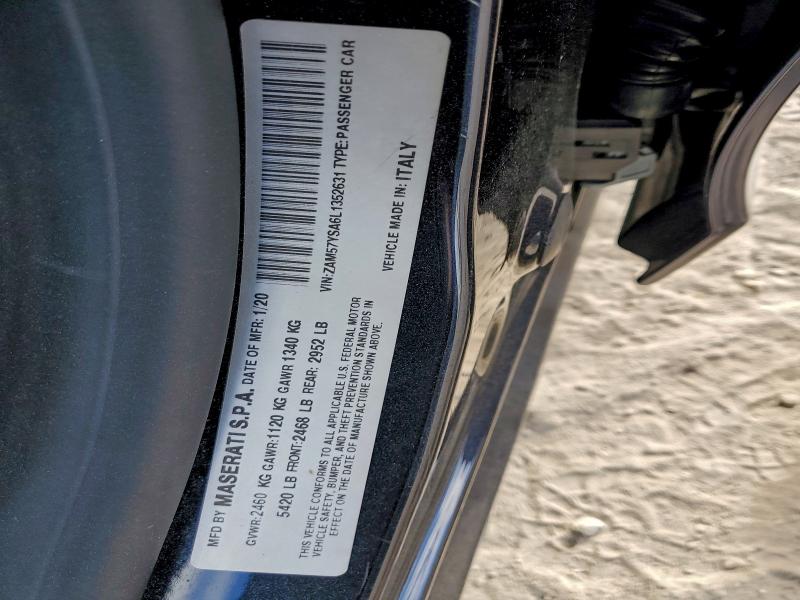 MFD BY MASERATI S.P.A. DATE OF MFR: 1/20
GVWR:2460 KG GAWR:1120 KG GAWR 1340 KG
5420 LB FRONT:2468 LB REAR: 2952 LB
VIN:ZAM57YSA6L1352631 TYPE:PASSENGER CAR
THIS VEHICLE CONFORMS TO ALL APPLICABLE U.S. FEDERAL MOTOR
VEHICLE SAFETY, BUMPER, AND THEFT PREVENTION STANDARDS IN
EFFECT ON THE DATE OF MANUFACTURE SHOWN ABOVE.
VEHICLE MADE IN: ITALY